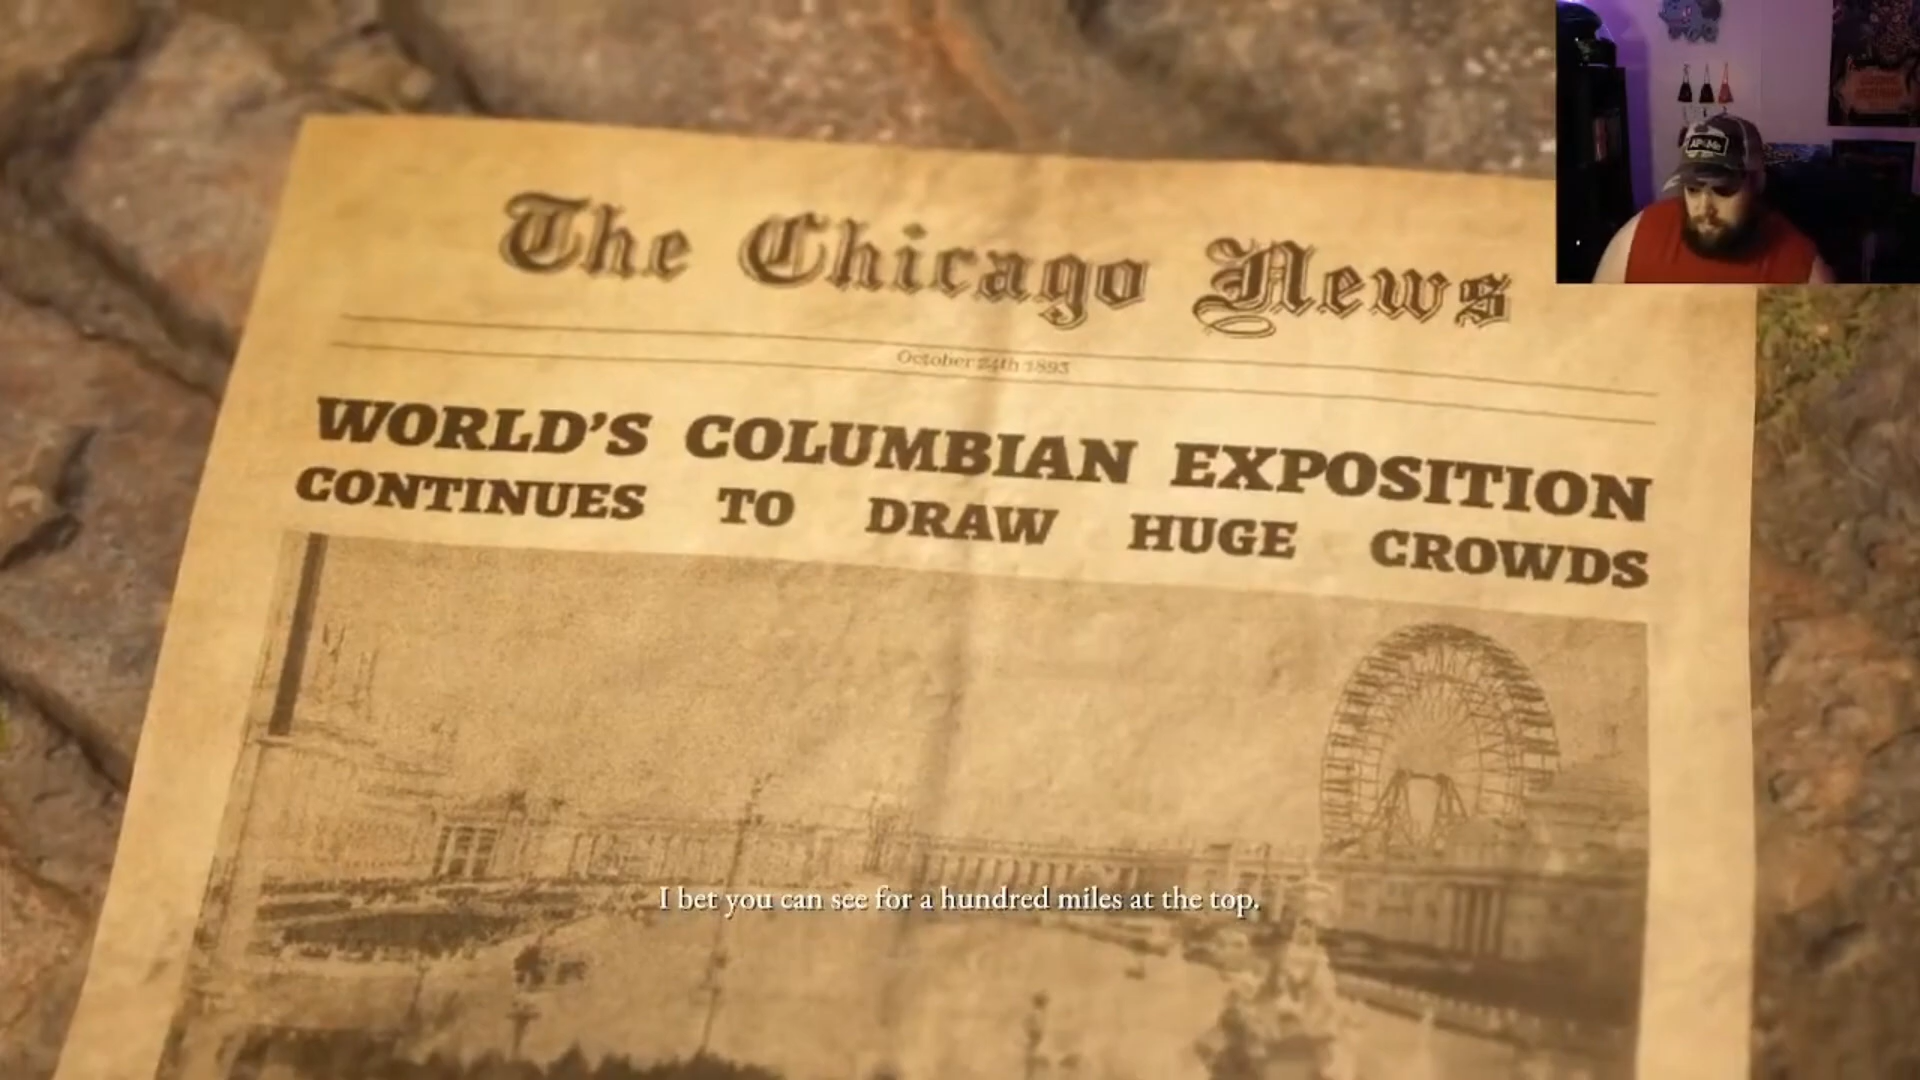 The Chicago News
October 24th 1893
WORLD'S COLUMBIAN EXPOSITION
CONTINUES TO DRAW HUGE CROWDS
I bet you can see for a hundred miles at the top.